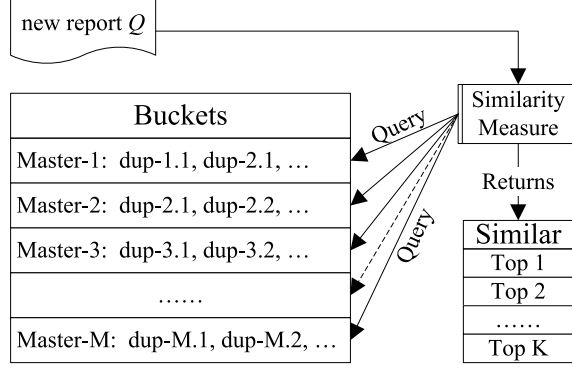 new report Q
Similarity
Measure
Query
Buckets
Master-1: dup-1.1, dup-2.1, ...
Master-2: dup-2.1, dup-2.2, ...
Master-3: dup-3.1, dup-3.2, ...
......
Master-M: dup-M.1, dup-M.2, ...
Query
Returns
Similar
Top 1
Top 2
......
Top K